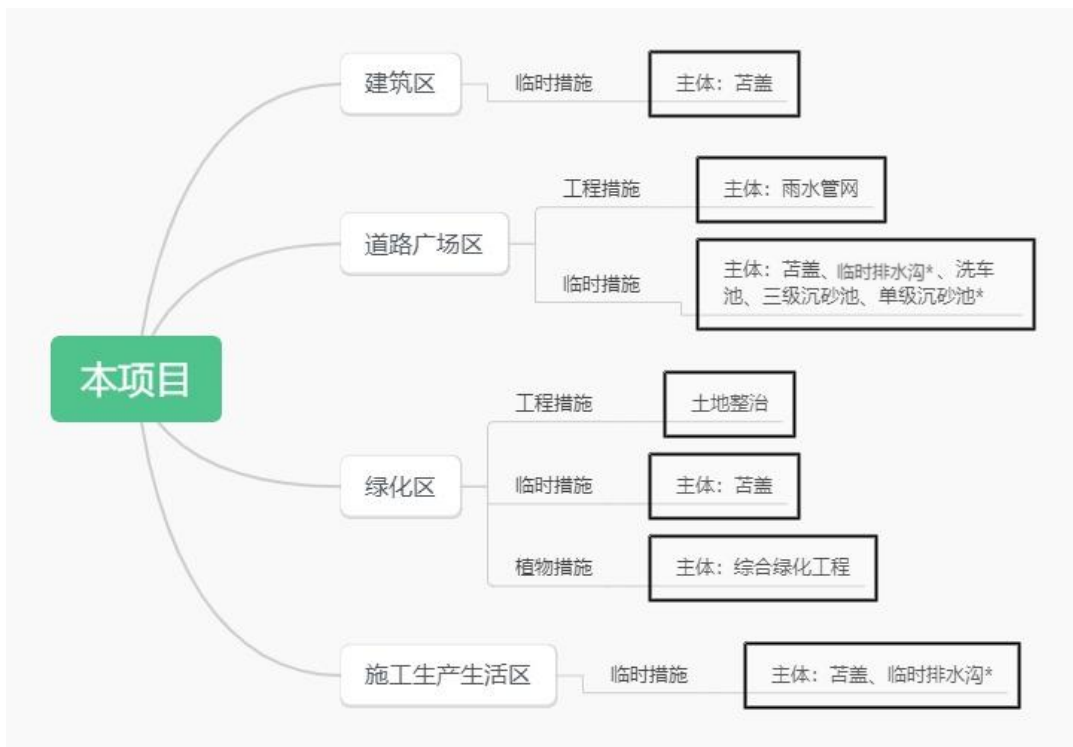 本项目
建筑区
临时措施
主体：苫盖
道路广场区
工程措施
主体：雨水管网
临时措施
主体：苫盖、临时排水沟*、洗车
池、三级沉砂池、单级沉砂池*
绿化区
工程措施
土地整治
临时措施
主体：苫盖
植物措施
主体：综合绿化工程
施工生产生活区
临时措施
主体：苫盖、临时排水沟*